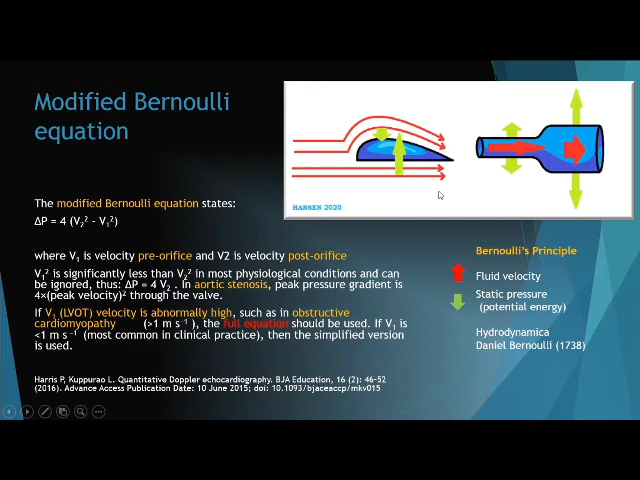 Modified Bernoulli
equation
The modified Bernoulli equation states:
ΔP = 4 (V₂² – V₁²)
where V₁ is velocity pre-orifice and V2 is velocity post-orifice
V₁² is significantly less than V₂² in most physiological conditions and can
be ignored, thus: ΔP = 4 V₂ . In aortic stenosis, peak pressure gradient is
4×(peak velocity)² through the valve.
If V₁ (LVOT) velocity is abnormally high, such as in obstructive
cardiomyopathy (>1 m s⁻¹), the full equation should be used. If V₁ is
<1 m s⁻¹ (most common in clinical practice), then the simplified version
is used.
Harris P, Kuppurao L. Quantitative Doppler echocardiography. BJA Education, 16 (2): 46–52
(2016). Advance Access Publication Date: 10 June 2015; doi: 10.1093/bjaceaccp/mkv015
HANSEN 2020
Bernoulli's Principle
Fluid velocity
Static pressure
(potential energy)
Hydrodynamica
Daniel Bernoulli (1738)